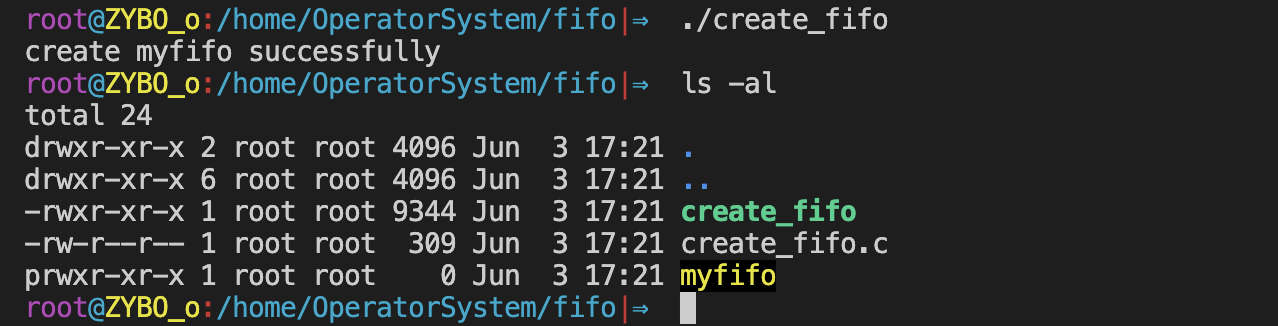 root@ZYBO_o:/home/OperatorSystem/fifo|⇒  ./create_fifo
create myfifo successfully
root@ZYBO_o:/home/OperatorSystem/fifo|⇒  ls -al
total 24
drwxr-xr-x 2 root root 4096 Jun  3 17:21 .
drwxr-xr-x 6 root root 4096 Jun  3 17:21 ..
-rwxr-xr-x 1 root root 9344 Jun  3 17:21 create_fifo
-rw-r--r-- 1 root root  309 Jun  3 17:21 create_fifo.c
prwxr-xr-x 1 root root    0 Jun  3 17:21 myfifo
root@ZYBO_o:/home/OperatorSystem/fifo|⇒